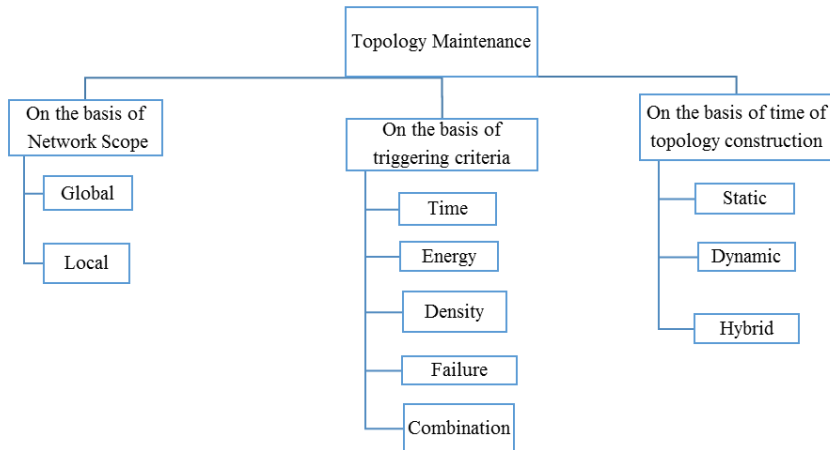 Topology Maintenance
On the basis of
Network Scope
Global
Local
On the basis of
triggering criteria
Time
Energy
Density
Failure
Combination
On the basis of time of
topology construction
Static
Dynamic
Hybrid